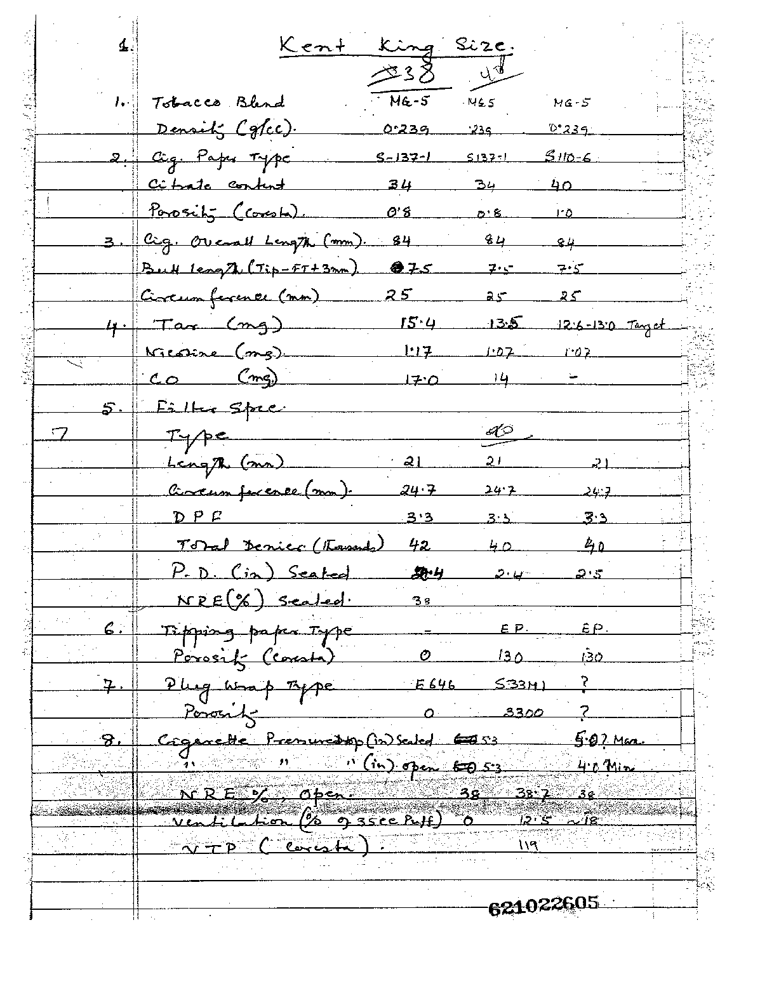 1. Kent King Size.
38
1. Tobacco Blend MG-5 MG5 MG-5
Density (g/cc). 0.239 .239 0.239
2. Cig. Paper Type S-137-1 S137-1 S110-6
Citrate content 34 34 40
Porosity (coresta). 0.8 0.8 1.0
3. Cig. Overall Length (mm). 84 84 84
Butt length (Tip-FT+3mm) 7.5 7.5 7.5
Circumference (mm) 25 25 25
4. Tar (mg) 15.4 13.5 12.6-13.0 Target
Nicotine (mg). 1.17 1.07 1.07
CO (mg) 17.0 14 -
5. Filter Spec.
7 Type
Length (mm) 21 21 21
Circumference (mm). 24.7 24.7 24.7
DPF 3.3 3.3 3.3
Total Denier (Thousands) 42 40 40
P.D. (in) Sealed 2.4 2.5
NRE (%) Sealed. 38
6. Tipping paper Type - EP. EP.
Porosity (Coresta) 0 130 130
7. Plug Wrap Type E646 S33M1 ?
Porosity 0 3300 ?
8. Cigarette Pressure drop (in) Sealed 53 5.0? Max.
" " " (in) open 53 4.0 Min
NRE %, Open. 38 38.7 38
Ventilation (% of 35cc Puff) 0 12.5 ~18
VTP (Coresta). 119
621022605